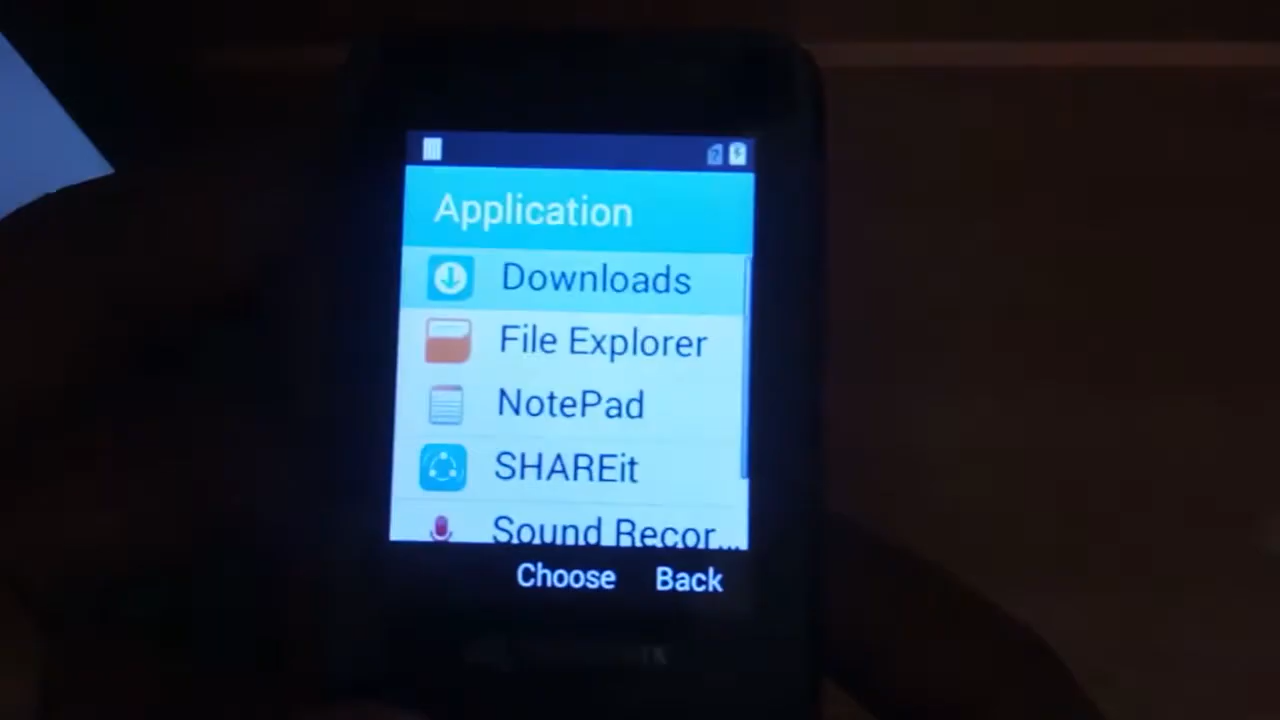 Application
Downloads
File Explorer
NotePad
SHAREit
Sound Recor...
Choose Back